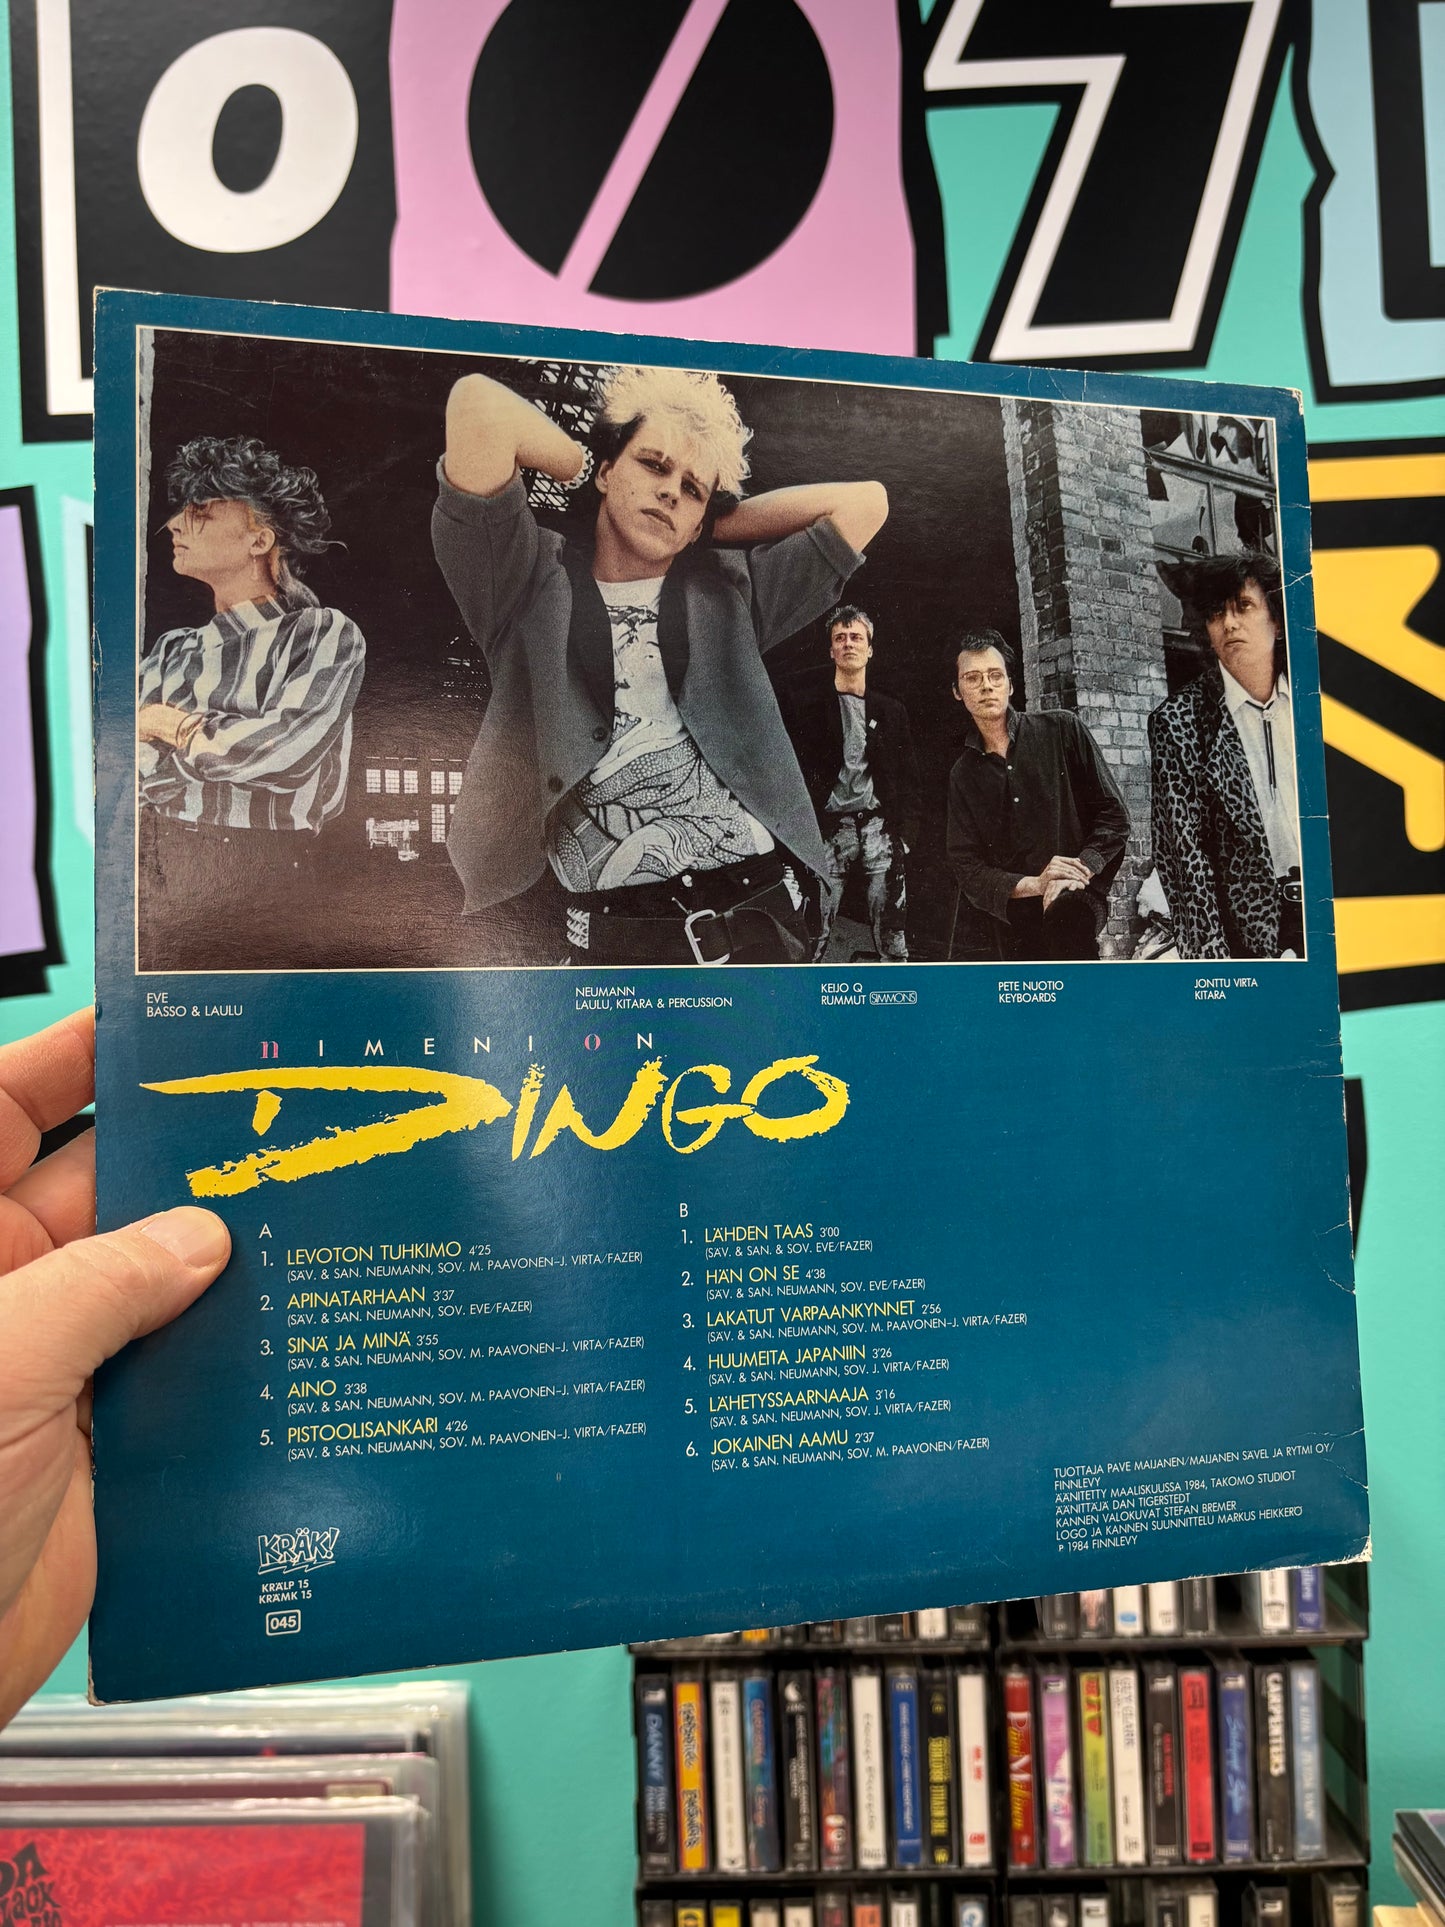 EVE
BASSO & LAULU
NEUMANN
LAULU, KITARA & PERCUSSION
KEIJO Q
RUMMUT SIMMONS
PETE NUOTIO
KEYBOARDS
JONTTU VIRTA
KITARA
nIMENI ON
DINGO
A
1. LEVOTON TUHKIMO 4'25
(SÄV. & SAN. NEUMANN, SOV. M. PAAVONEN–J. VIRTA/FAZER)
2. APINATARHAAN 3'37
(SÄV. & SAN. NEUMANN, SOV. EVE/FAZER)
3. SINÄ JA MINÄ 3'55
(SÄV. & SAN. NEUMANN, SOV. M. PAAVONEN–J. VIRTA/FAZER)
4. AINO 3'38
(SÄV. & SAN. NEUMANN, SOV. M. PAAVONEN–J. VIRTA/FAZER)
5. PISTOOLISANKARI 4'26
(SÄV. & SAN. NEUMANN, SOV. M. PAAVONEN–J. VIRTA/FAZER)
B
1. LÄHDEN TAAS 3'00
(SÄV. & SAN. & SOV. EVE/FAZER)
2. HÄN ON SE 4'38
(SÄV. & SAN. NEUMANN, SOV. EVE/FAZER)
3. LAKATUT VARPAANKYNNET 2'56
(SÄV. & SAN. NEUMANN, SOV. M. PAAVONEN–J. VIRTA/FAZER)
4. HUUMEITA JAPANIIN 3'26
(SÄV. & SAN. NEUMANN, SOV. J. VIRTA/FAZER)
5. LÄHETYSSAARNAAJA 3'16
(SÄV. & SAN. NEUMANN, SOV. J. VIRTA/FAZER)
6. JOKAINEN AAMU 2'37
(SÄV. & SAN. NEUMANN, SOV. M. PAAVONEN/FAZER)
TUOTTAJA PAVE MAIJANEN/MAIJANEN SÄVEL JA RYTMI OY/
FINNLEVY
ÄÄNITETTY MAALISKUUSSA 1984, TAKOMO STUDIOT
ÄÄNITTÄJÄ DAN TIGERSTEDT
KANNEN VALOKUVAT STEFAN BREMER
LOGO JA KANNEN SUUNNITTELU MARKUS HEIKKERÖ
℗ 1984 FINNLEVY
KRÄK!
KRÄLP 15
KRÄMK 15
045
DANNY
CARPENTERS